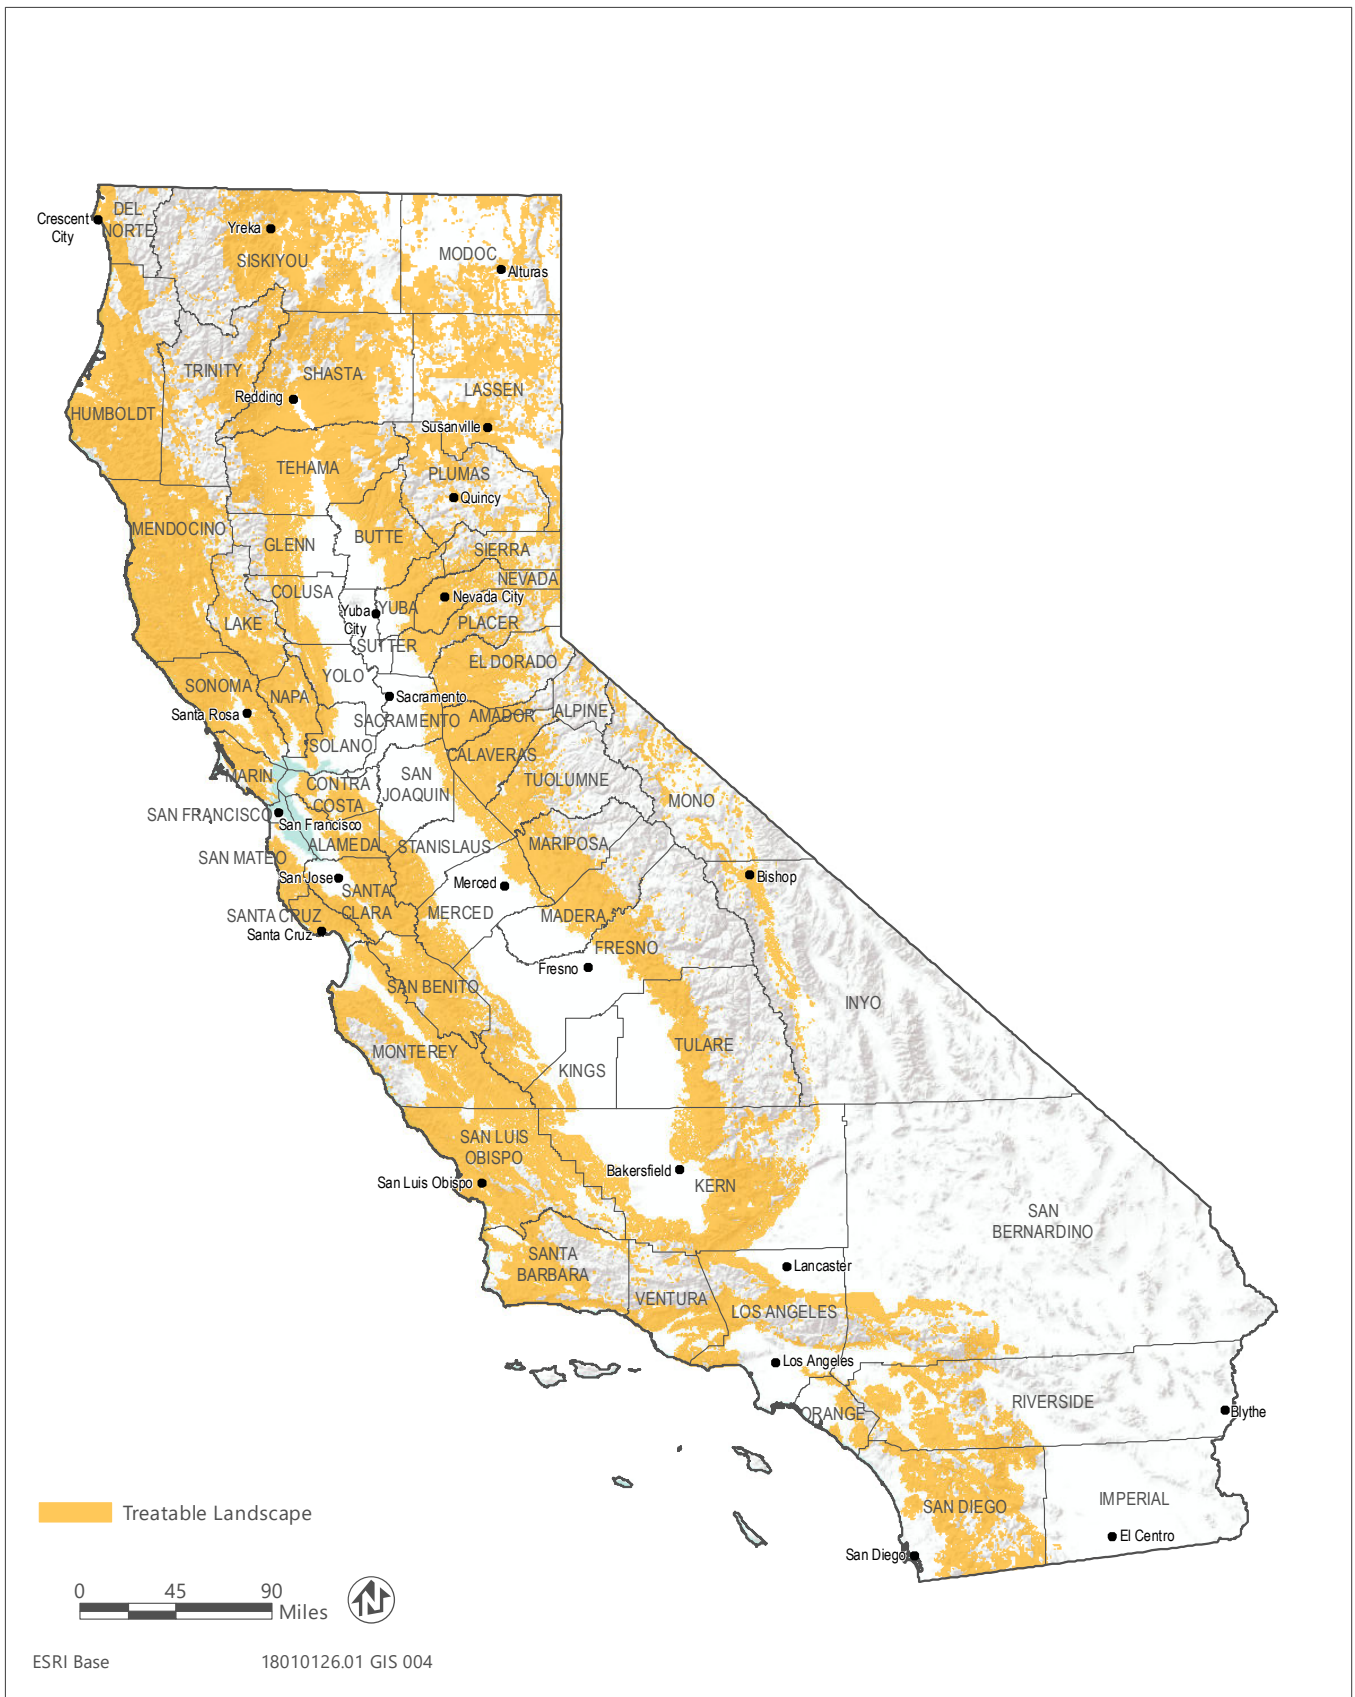 DEL
NORTE
Crescent
City
Yreka
SISKIYOU
MODOC
Alturas
TRINITY
SHASTA
LASSEN
Redding
HUMBOLDT
Susanville
TEHAMA
PLUMAS
Quincy
MENDOCINO
GLENN
BUTTE
SIERRA
NEVADA
COLUSA
Nevada City
Yuba
City
YUBA
LAKE
PLACER
SUTTER
EL DORADO
YOLO
SONOMA
NAPA
Sacramento
Santa Rosa
SACRAMENTO
AMADOR
ALPINE
SOLANO
CALAVERAS
MARIN
CONTRA
COSTA
SAN
JOAQUIN
TUOLUMNE
MONO
SAN FRANCISCO
San Francisco
ALAMEDA
STANISLAUS
MARIPOSA
SAN MATEO
San Jose
SANTA
CLARA
Merced
Bishop
SANTA CRUZ
Santa Cruz
MERCED
MADERA
FRESNO
Fresno
SAN BENITO
INYO
MONTEREY
TULARE
KINGS
SAN LUIS
OBISPO
San Luis Obispo
Bakersfield
KERN
SAN
BERNARDINO
SANTA
BARBARA
Lancaster
VENTURA
LOS ANGELES
Los Angeles
RIVERSIDE
Blythe
ORANGE
SAN DIEGO
IMPERIAL
El Centro
San Diego
Treatable Landscape
0 45 90
Miles
N
ESRI Base 18010126.01 GIS 004